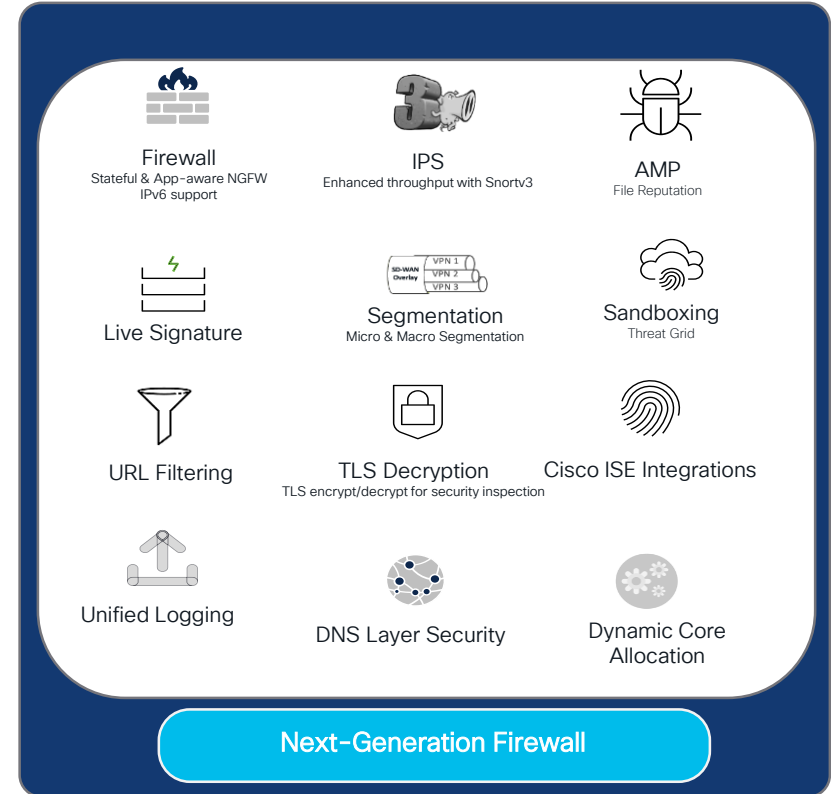 Firewall
Stateful & App-aware NGFW
IPv6 support
3
IPS
Enhanced throughput with Snortv3
AMP
File Reputation
Live Signature
SD-WAN
Overlay
VPN 1
VPN 2
VPN 3
Segmentation
Micro & Macro Segmentation
Sandboxing
Threat Grid
URL Filtering
TLS Decryption
TLS encrypt/decrypt for security inspection
Cisco ISE Integrations
Unified Logging
DNS Layer Security
Dynamic Core
Allocation
Next-Generation Firewall